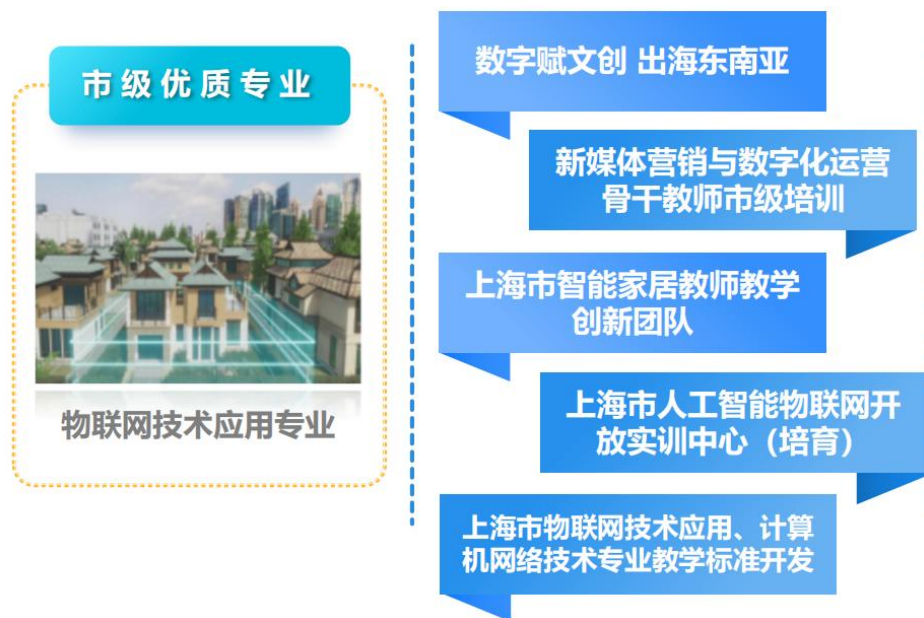 市级优质专业
物联网技术应用专业
数字赋文创 出海东南亚
新媒体营销与数字化运营
骨干教师市级培训
上海市智能家居教师教学
创新团队
上海市人工智能物联网开
放实训中心（培育）
上海市物联网技术应用、计算
机网络技术专业教学标准开发